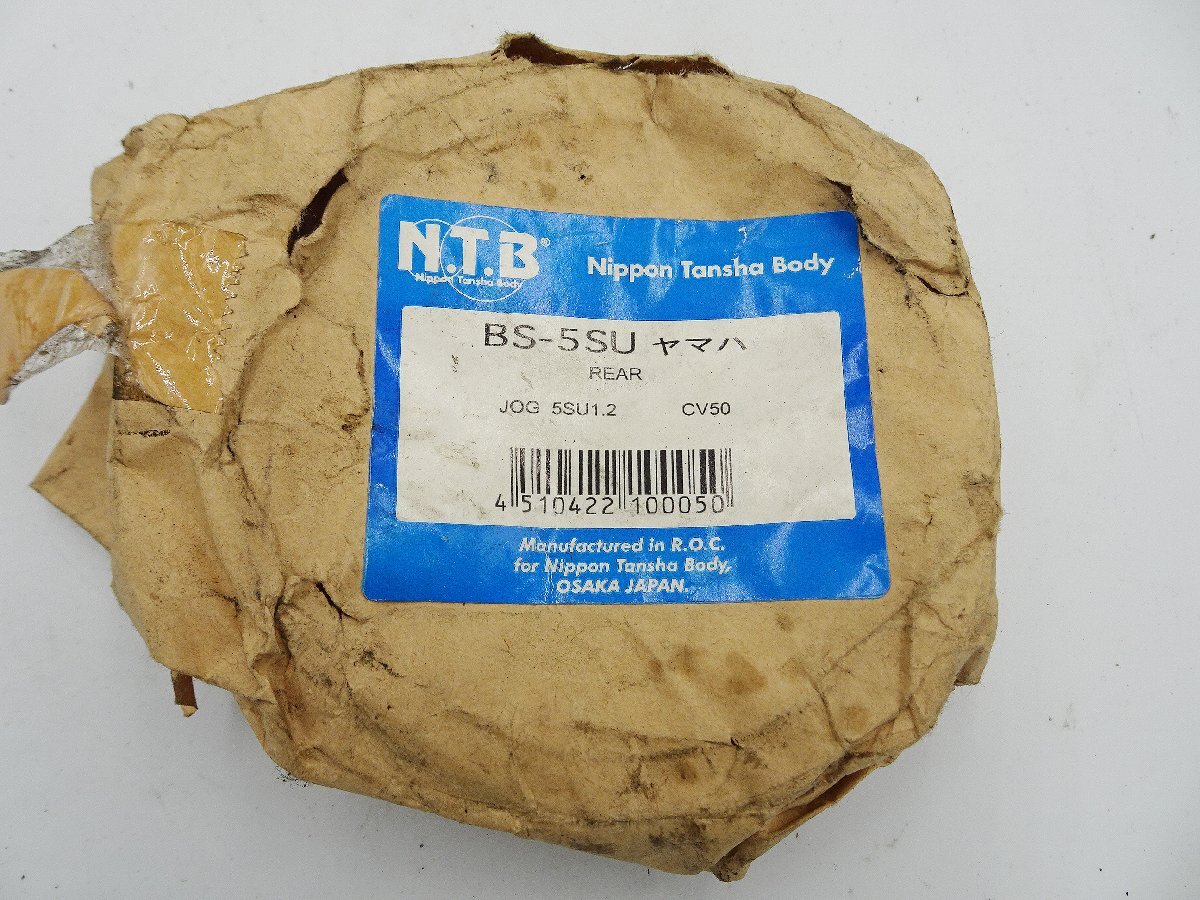 N.T.B®
Nippon Tansha Body
Nippon Tansha Body
BS-5SU ヤマハ
REAR
JOG 5SU1.2 CV50
4 510422 100050
Manufactured in R.O.C.
for Nippon Tansha Body,
OSAKA JAPAN.